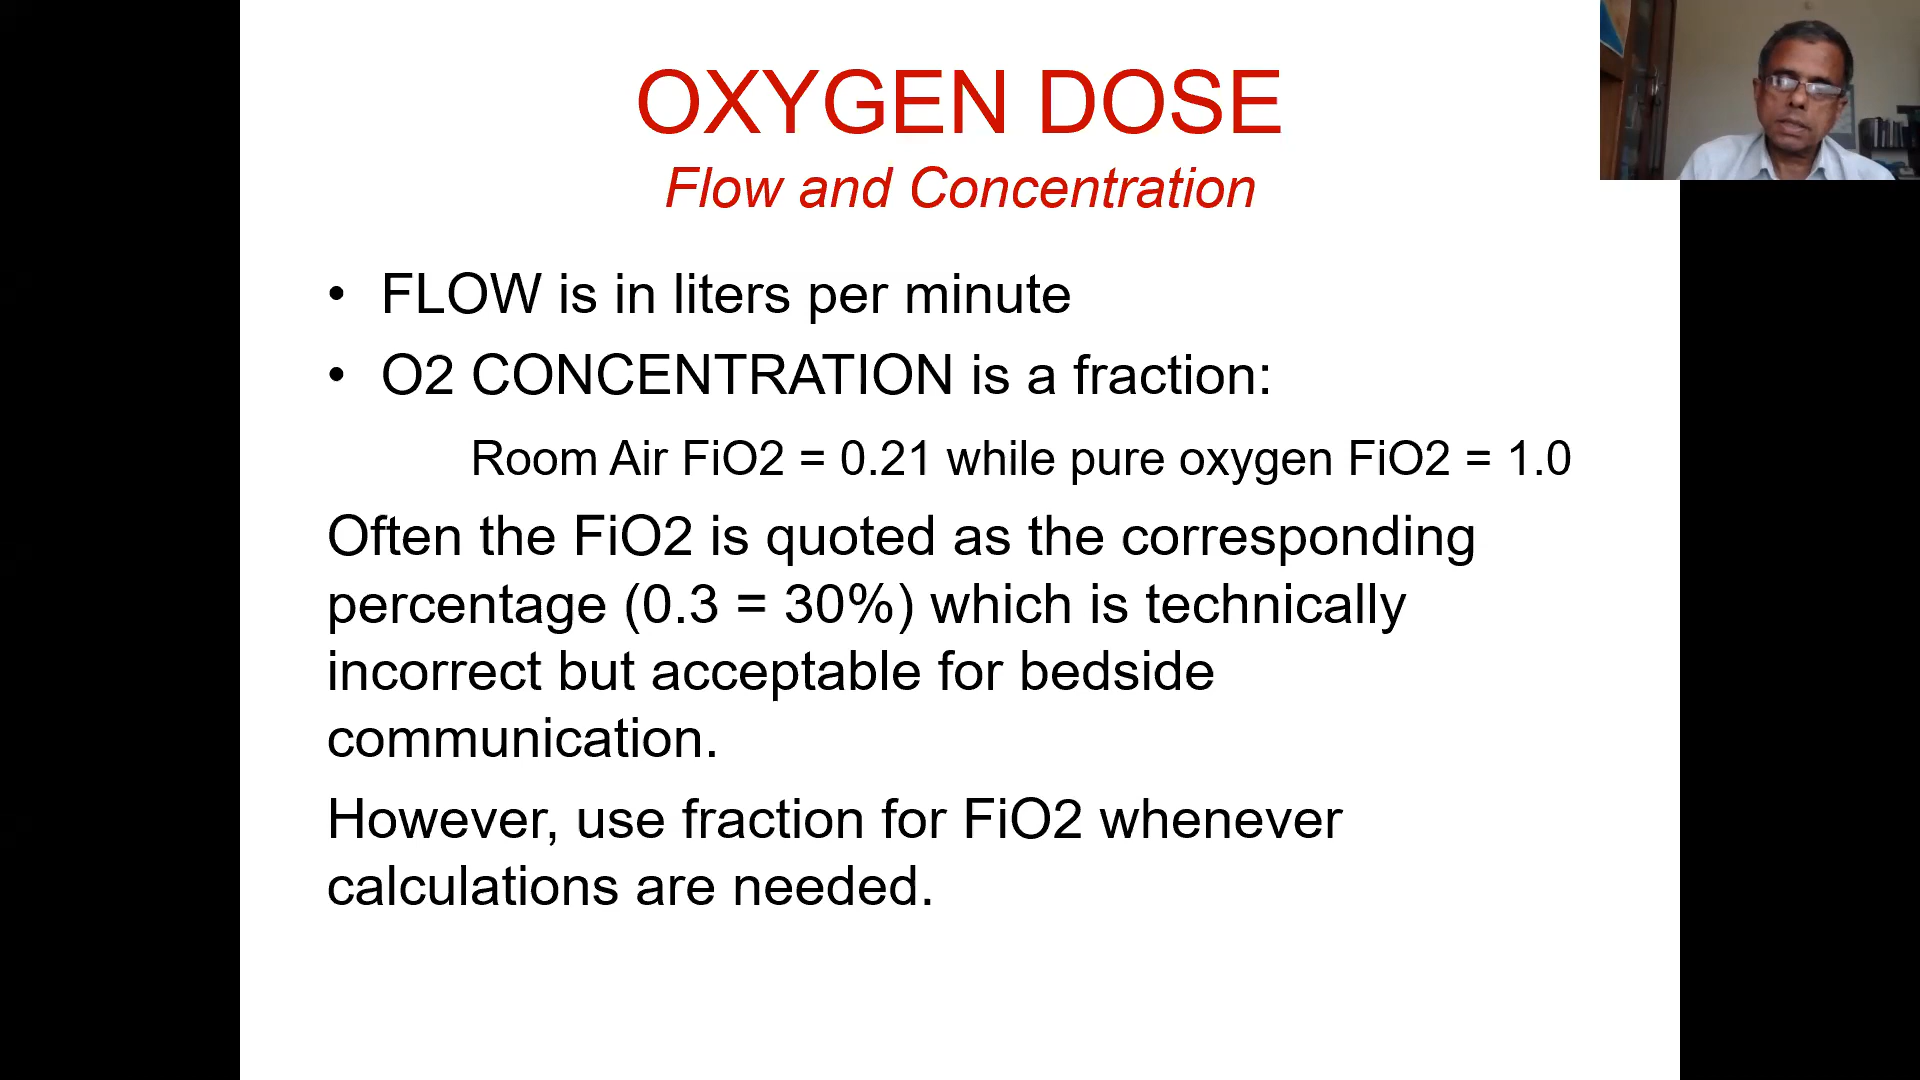 OXYGEN DOSE
Flow and Concentration
• FLOW is in liters per minute
• O2 CONCENTRATION is a fraction:
Room Air FiO2 = 0.21 while pure oxygen FiO2 = 1.0
Often the FiO2 is quoted as the corresponding
percentage (0.3 = 30%) which is technically
incorrect but acceptable for bedside
communication.
However, use fraction for FiO2 whenever
calculations are needed.